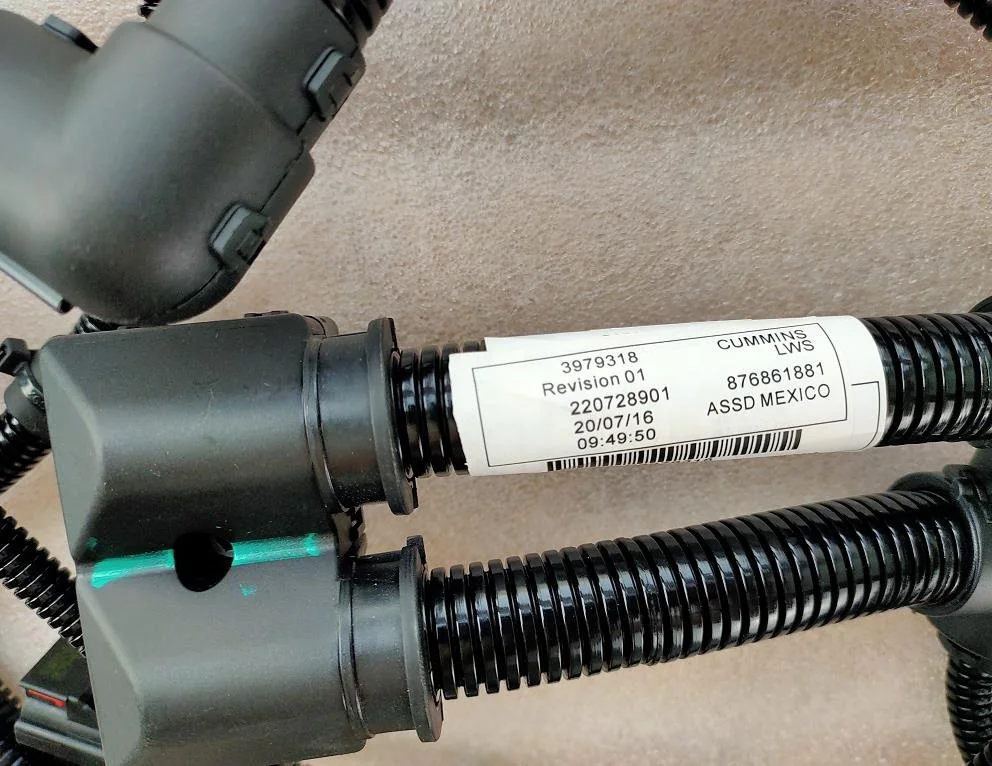 3979318
Revision 01
220728901
20/07/16
09:49:50
CUMMINS
LWS
876861881
ASSD MEXICO